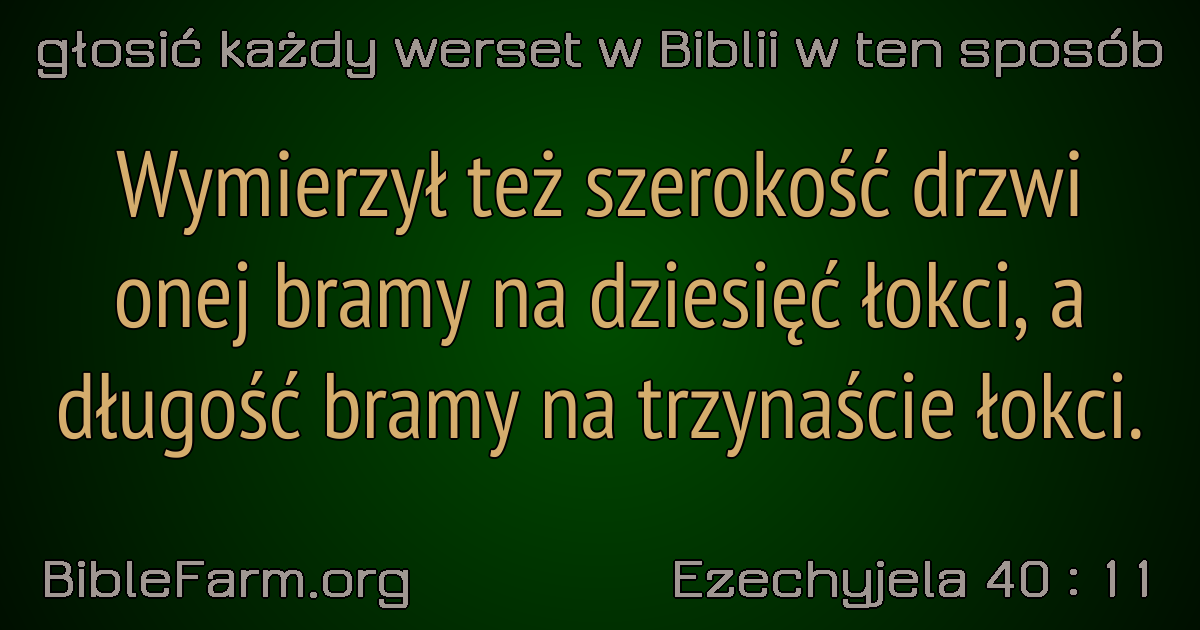 głosić każdy werset w Biblii w ten sposób
Wymierzył też szerokość drzwi
onej bramy na dziesięć łokci, a
długość bramy na trzynaście łokci.
BibleFarm.org
Ezechyjela 40 : 11